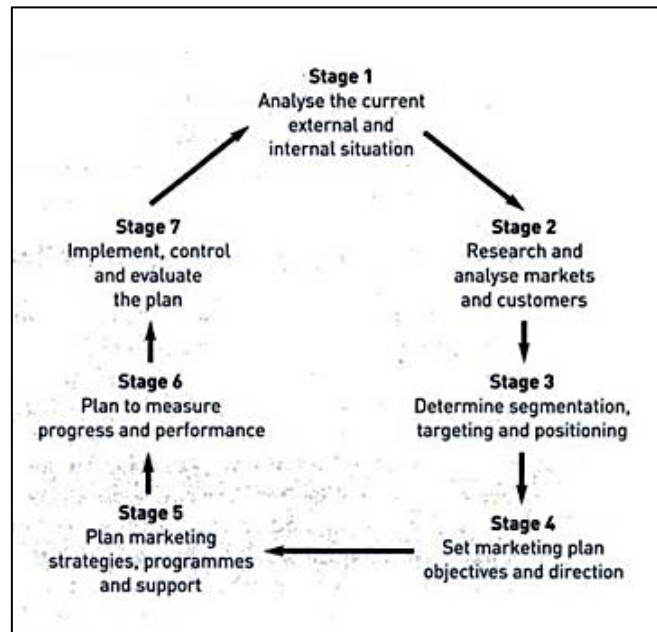 Stage 1
Analyse the current
external and
internal situation
Stage 2
Research and
analyse markets
and customers
Stage 3
Determine segmentation,
targeting and positioning
Stage 4
Set marketing plan
objectives and direction
Stage 5
Plan marketing
strategies, programmes
and support
Stage 6
Plan to measure
progress and performance
Stage 7
Implement, control
and evaluate
the plan